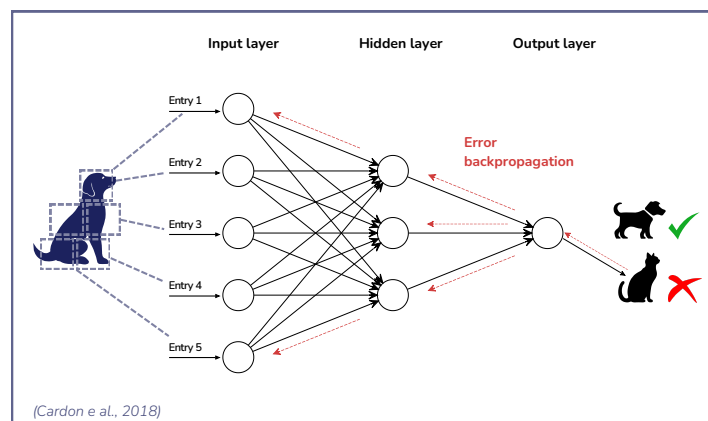 Input layer
Hidden layer
Output layer
Entry 1
Entry 2
Entry 3
Entry 4
Entry 5
Error
backpropagation
(Cardon e al., 2018)